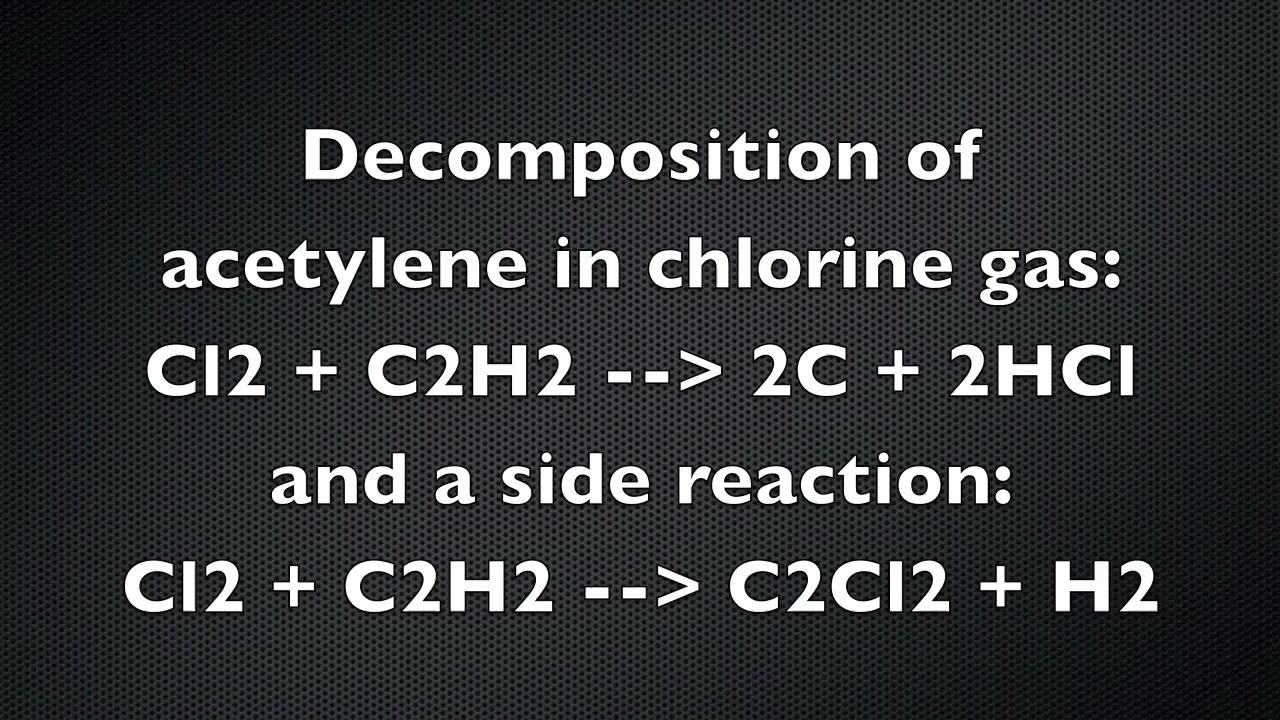 Decomposition of
acetylene in chlorine gas:
Cl2 + C2H2 --> 2C + 2HCl
and a side reaction:
Cl2 + C2H2 --> C2Cl2 + H2